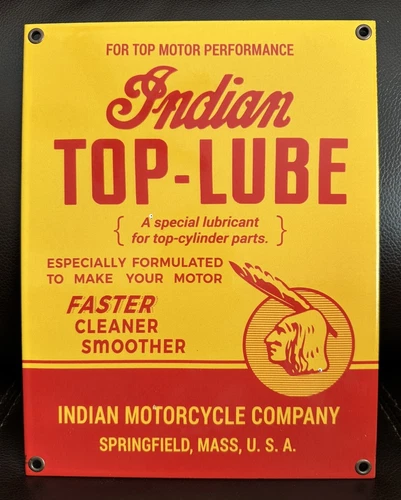 FOR TOP MOTOR PERFORMANCE
Indian
TOP-LUBE
A special lubricant
for top-cylinder parts.
ESPECIALLY FORMULATED
TO MAKE YOUR MOTOR
FASTER
CLEANER
SMOOTHER
INDIAN MOTORCYCLE COMPANY
SPRINGFIELD, MASS, U. S. A.